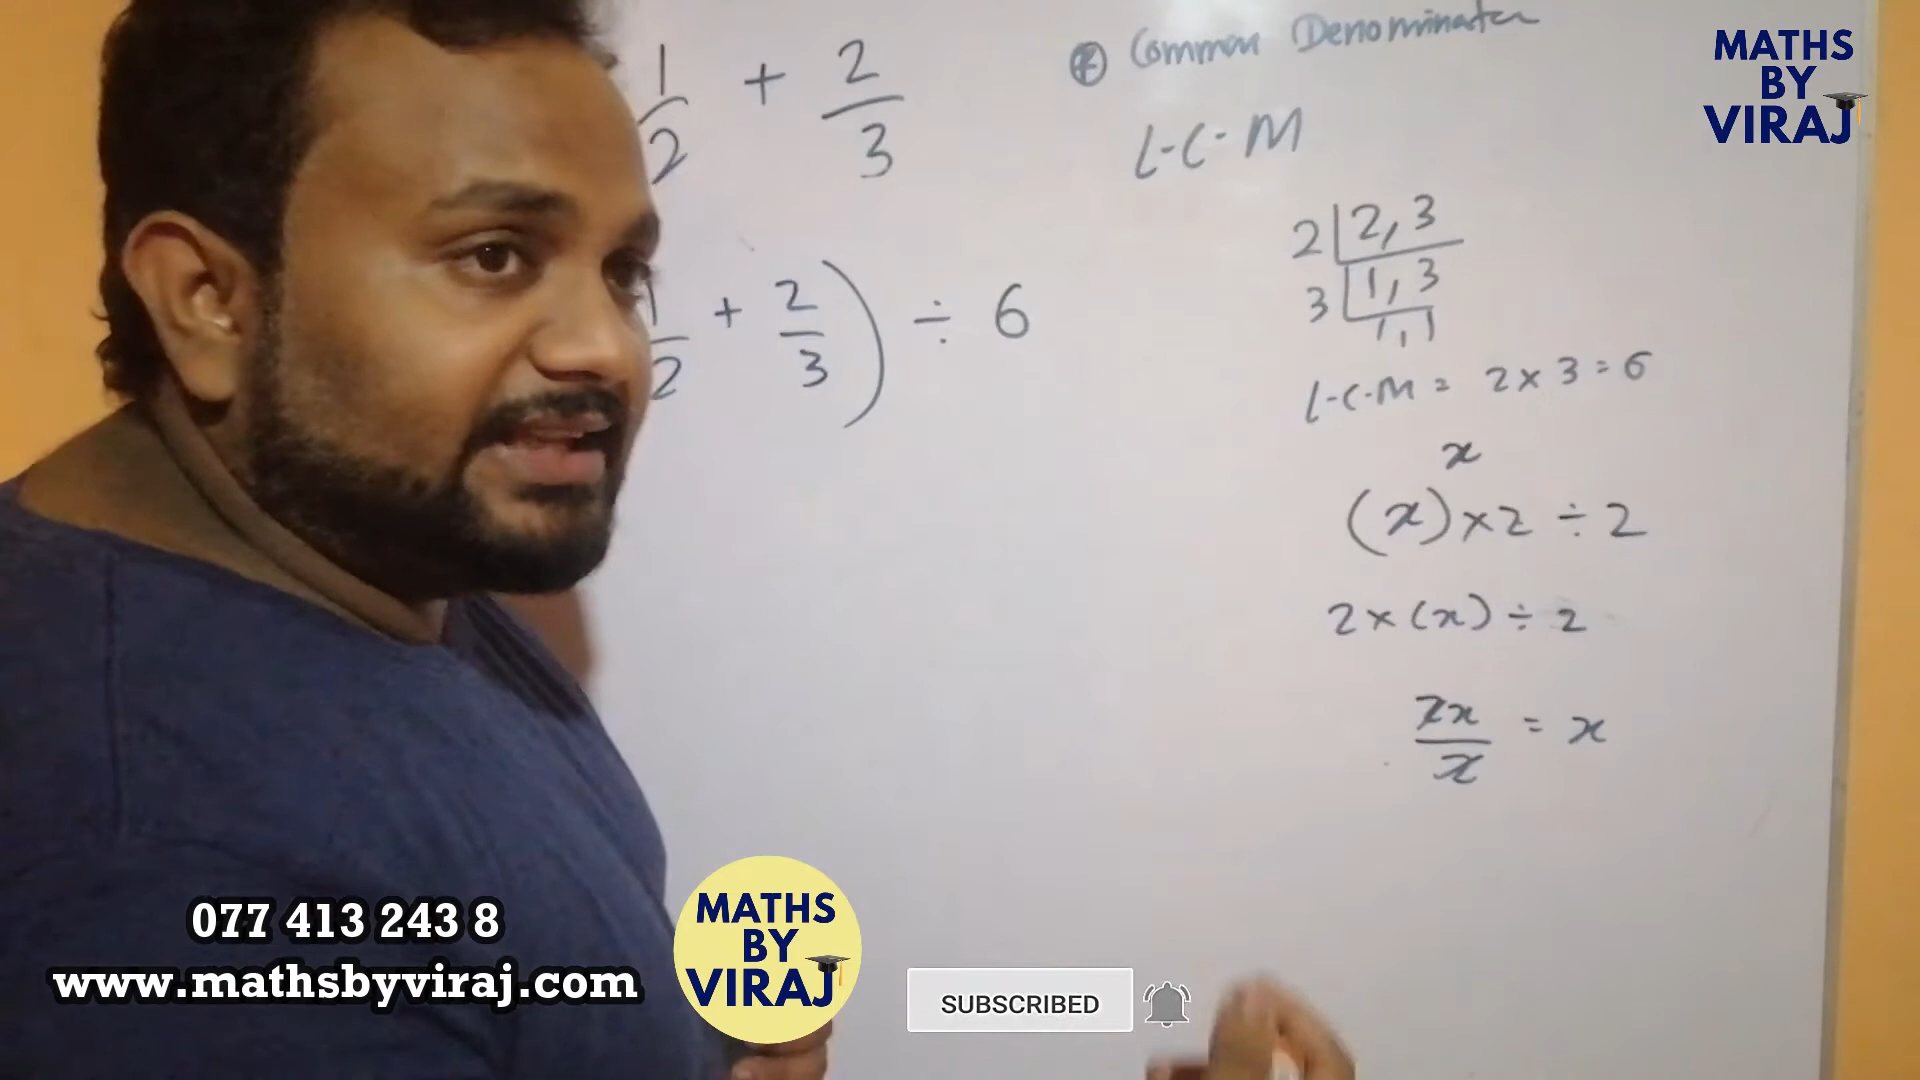 1/2 + 2/3
* Common Denominator
L-C-M
2 | 2, 3
3 | 1, 3
1, 1
L-C-M = 2 × 3 = 6
1/2 + 2/3 ) ÷ 6
x
(x) × 2 ÷ 2
2 × (x) ÷ 2
2x/2 = x
MATHS
BY
VIRAJ
077 413 243 8
www.mathsbyviraj.com
MATHS
BY
VIRAJ
SUBSCRIBED